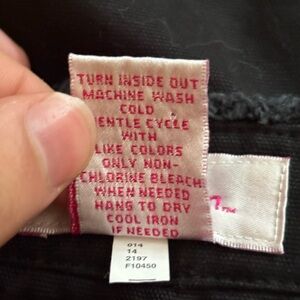 TURN INSIDE OUT
MACHINE WASH
COLD
ENTLE CYCLE
WITH
LIKE COLORS
ONLY NON-
CHLORINE BLEACH
WHEN NEEDED
HANG TO DRY
COOL IRON
IF NEEDED
014
14
2197
F10450